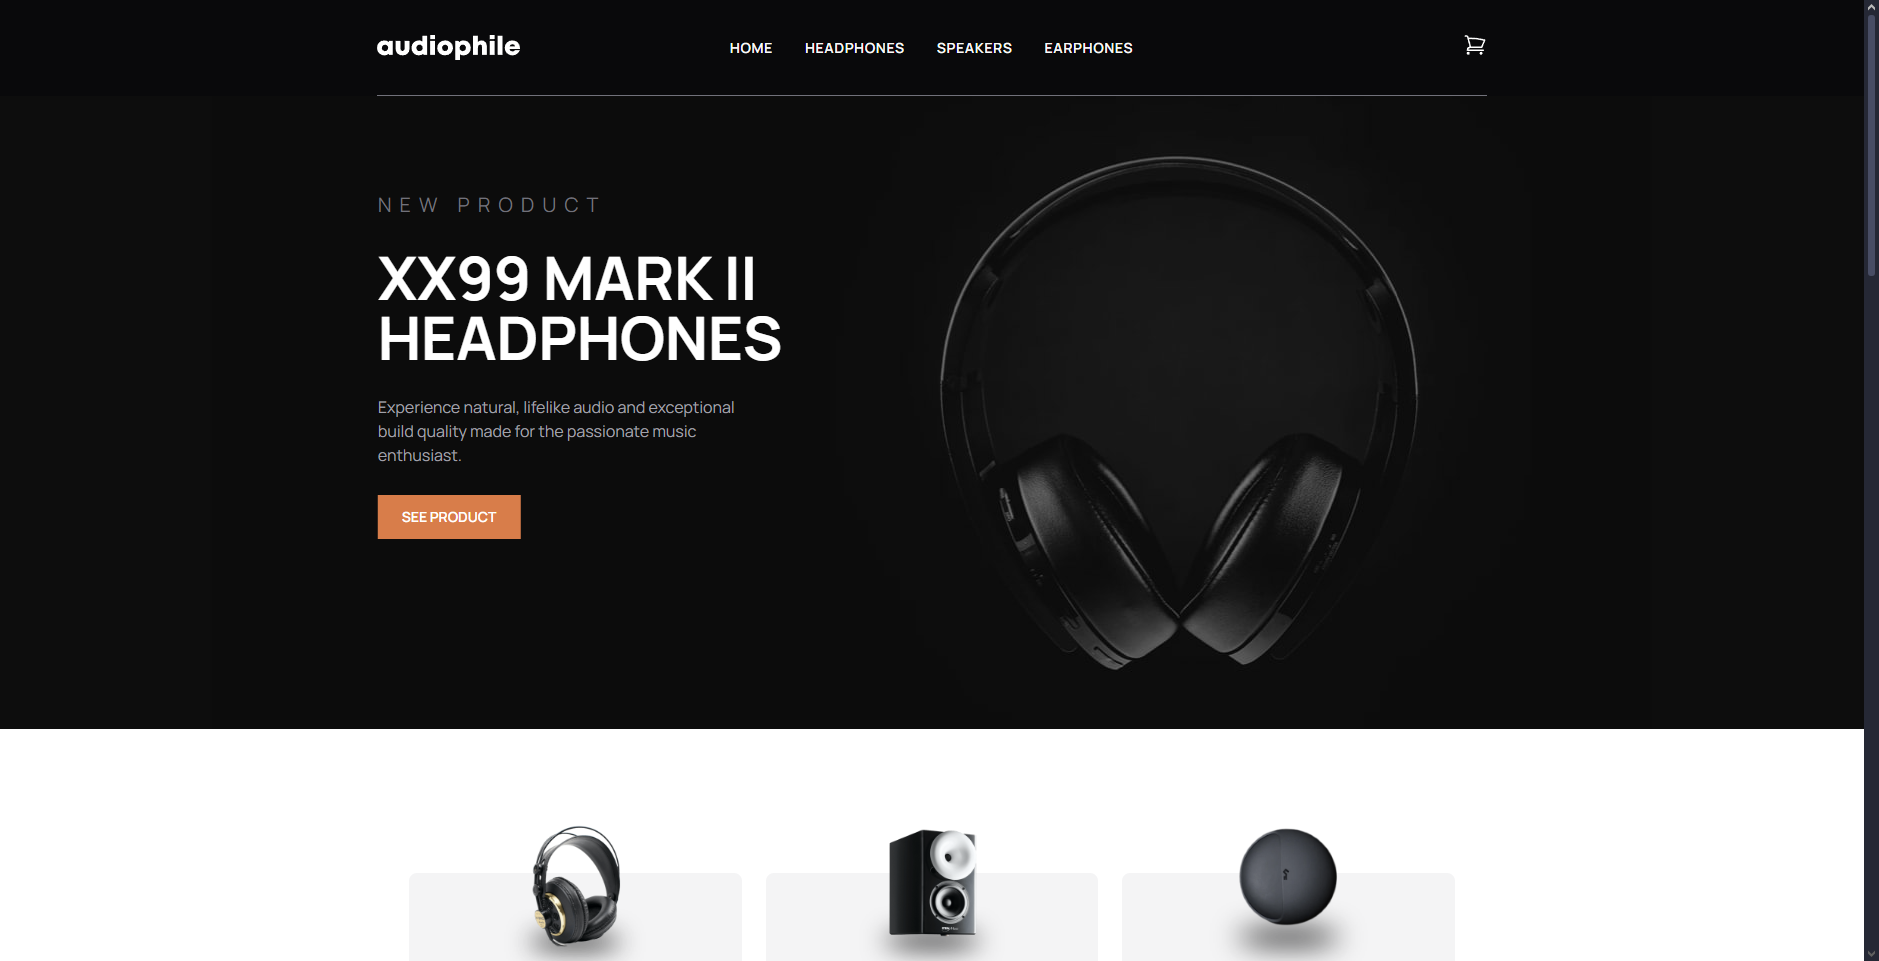 audiophile
HOME
HEADPHONES
SPEAKERS
EARPHONES
NEW PRODUCT
XX99 MARK II
HEADPHONES
Experience natural, lifelike audio and exceptional
build quality made for the passionate music
enthusiast.
SEE PRODUCT